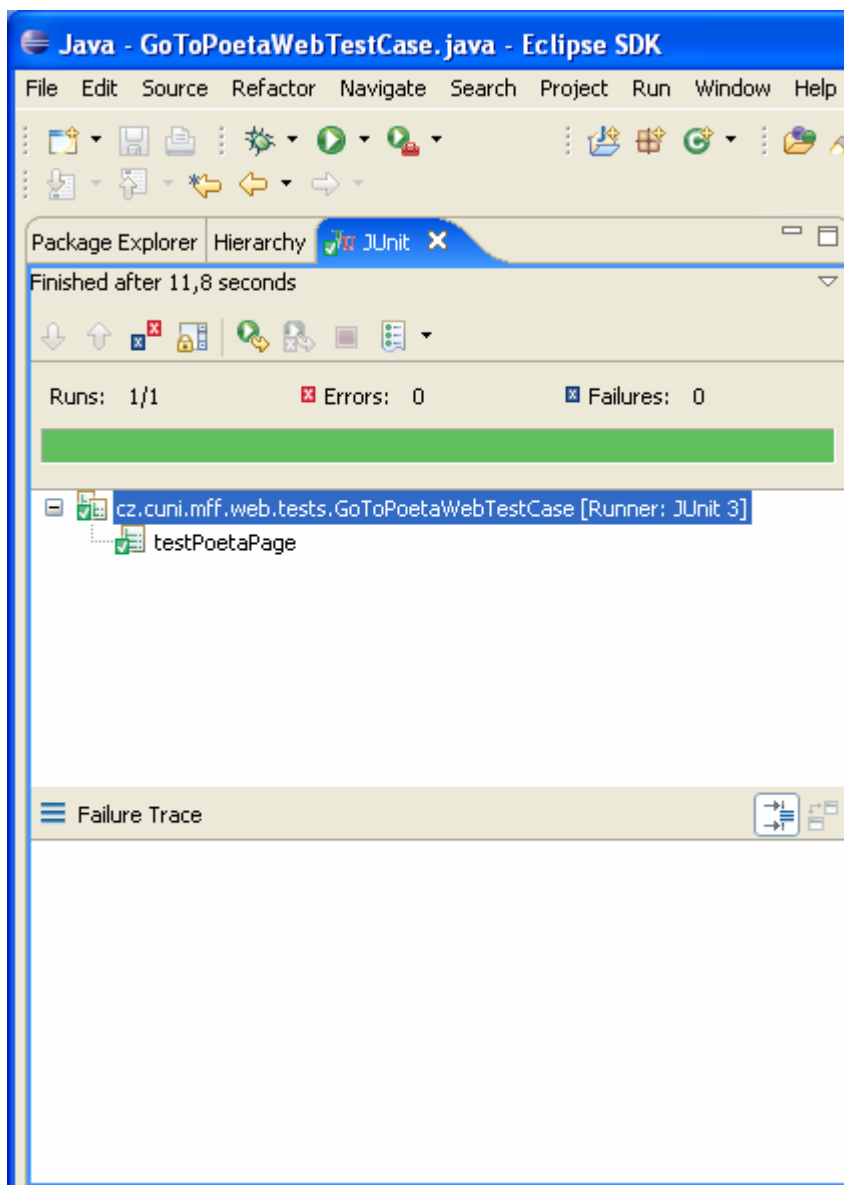 Java - GoToPoetaWebTestCase.java - Eclipse SDK
File Edit Source Refactor Navigate Search Project Run Window Help
Package Explorer Hierarchy JUnit
Finished after 11,8 seconds
Runs: 1/1 Errors: 0 Failures: 0
cz.cuni.mff.web.tests.GoToPoetaWebTestCase [Runner: JUnit 3]
testPoetaPage
Failure Trace